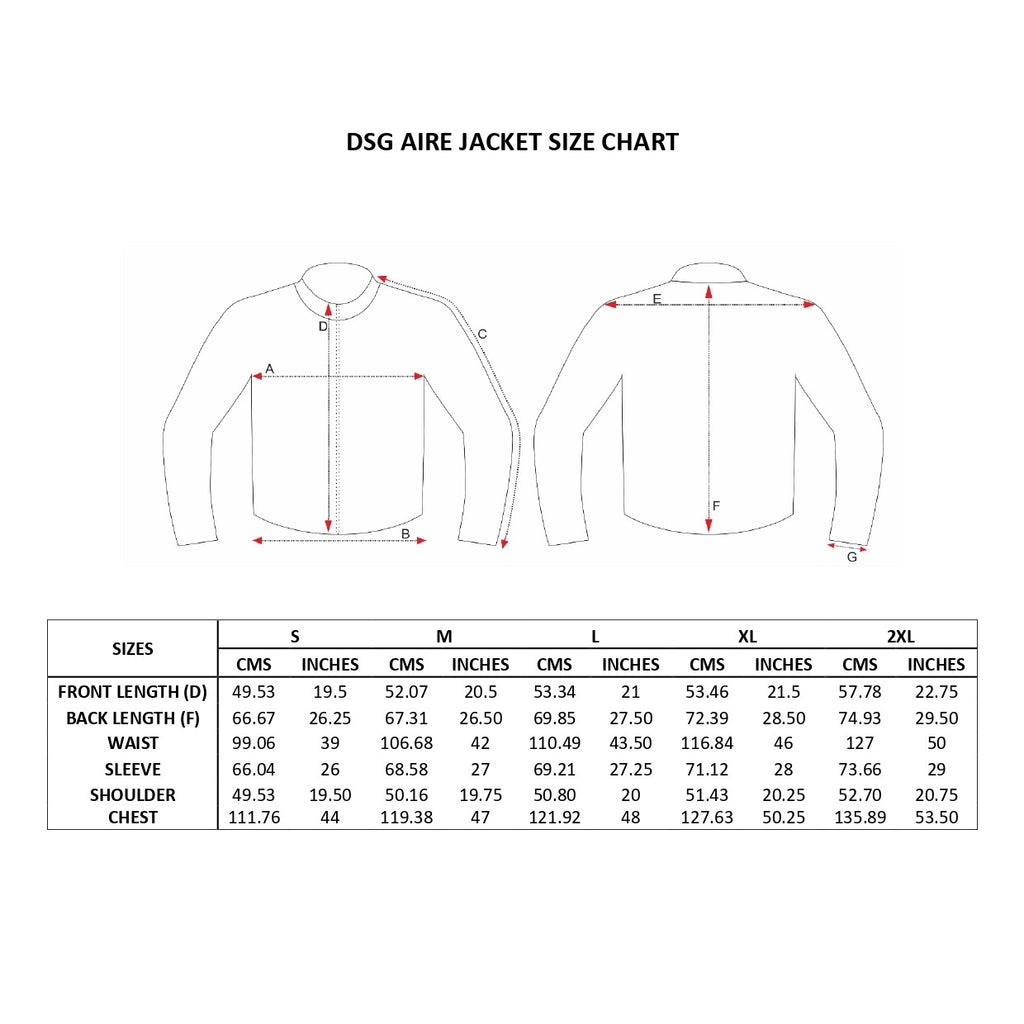 DSG AIRE JACKET SIZE CHART
E
D
C
A
F
B
G
SIZES S M L XL 2XL
CMS INCHES CMS INCHES CMS INCHES CMS INCHES CMS INCHES
FRONT LENGTH (D) 49.53 19.5 52.07 20.5 53.34 21 53.46 21.5 57.78 22.75
BACK LENGTH (F) 66.67 26.25 67.31 26.50 69.85 27.50 72.39 28.50 74.93 29.50
WAIST 99.06 39 106.68 42 110.49 43.50 116.84 46 127 50
SLEEVE 66.04 26 68.58 27 69.21 27.25 71.12 28 73.66 29
SHOULDER 49.53 19.50 50.16 19.75 50.80 20 51.43 20.25 52.70 20.75
CHEST 111.76 44 119.38 47 121.92 48 127.63 50.25 135.89 53.50